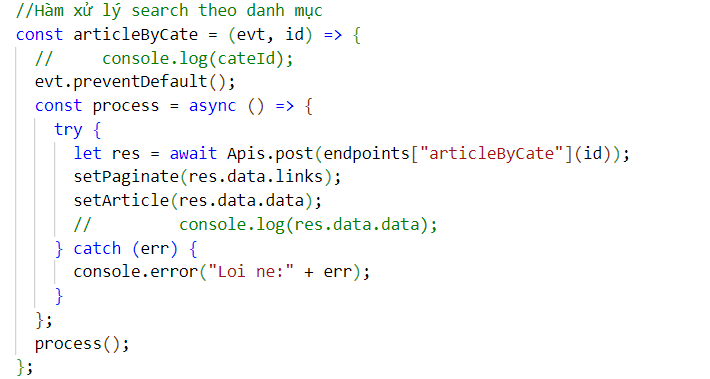 //Hàm xử lý search theo danh mục
const articleByCate = (evt, id) => {
//     console.log(cateId);
evt.preventDefault();
const process = async () => {
try {
let res = await Apis.post(endpoints["articleByCate"](id));
setPaginate(res.data.links);
setArticle(res.data.data);
//        console.log(res.data.data);
} catch (err) {
console.error("Loi ne:" + err);
}
};
process();
};